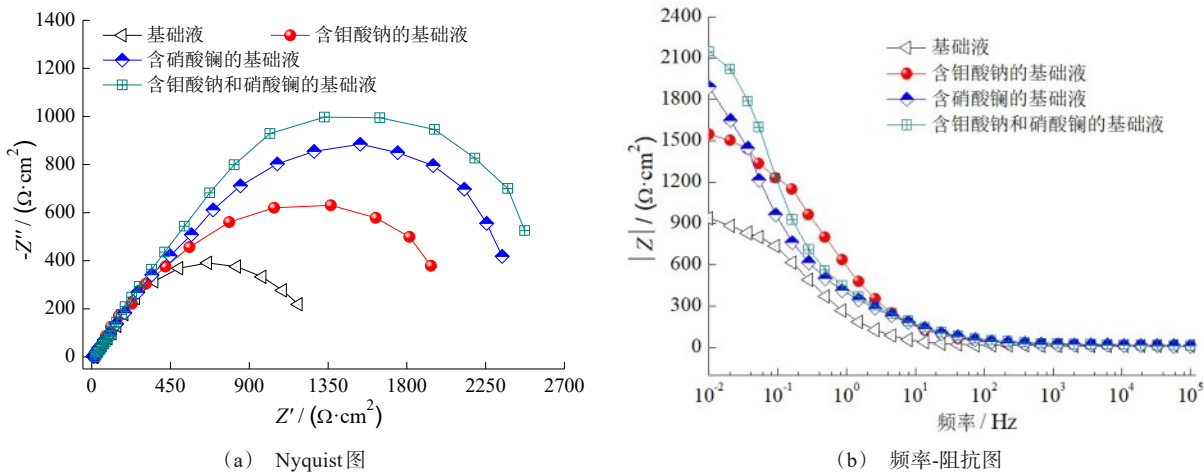 1400
1200
1000
800
600
400
200
0
-Z″ / (Ω·cm²)
基础液 含钼酸钠的基础液
含硝酸镧的基础液
含钼酸钠和硝酸镧的基础液
0 450 900 1350 1800 2250 2700
Z′ / (Ω·cm²)
(a) Nyquist图
2400
2100
1800
1500
1200
900
600
300
0
|Z| / (Ω·cm²)
基础液
含钼酸钠的基础液
含硝酸镧的基础液
含钼酸钠和硝酸镧的基础液
10⁻² 10⁻¹ 10⁰ 10¹ 10² 10³ 10⁴ 10⁵
频率 / Hz
(b) 频率-阻抗图